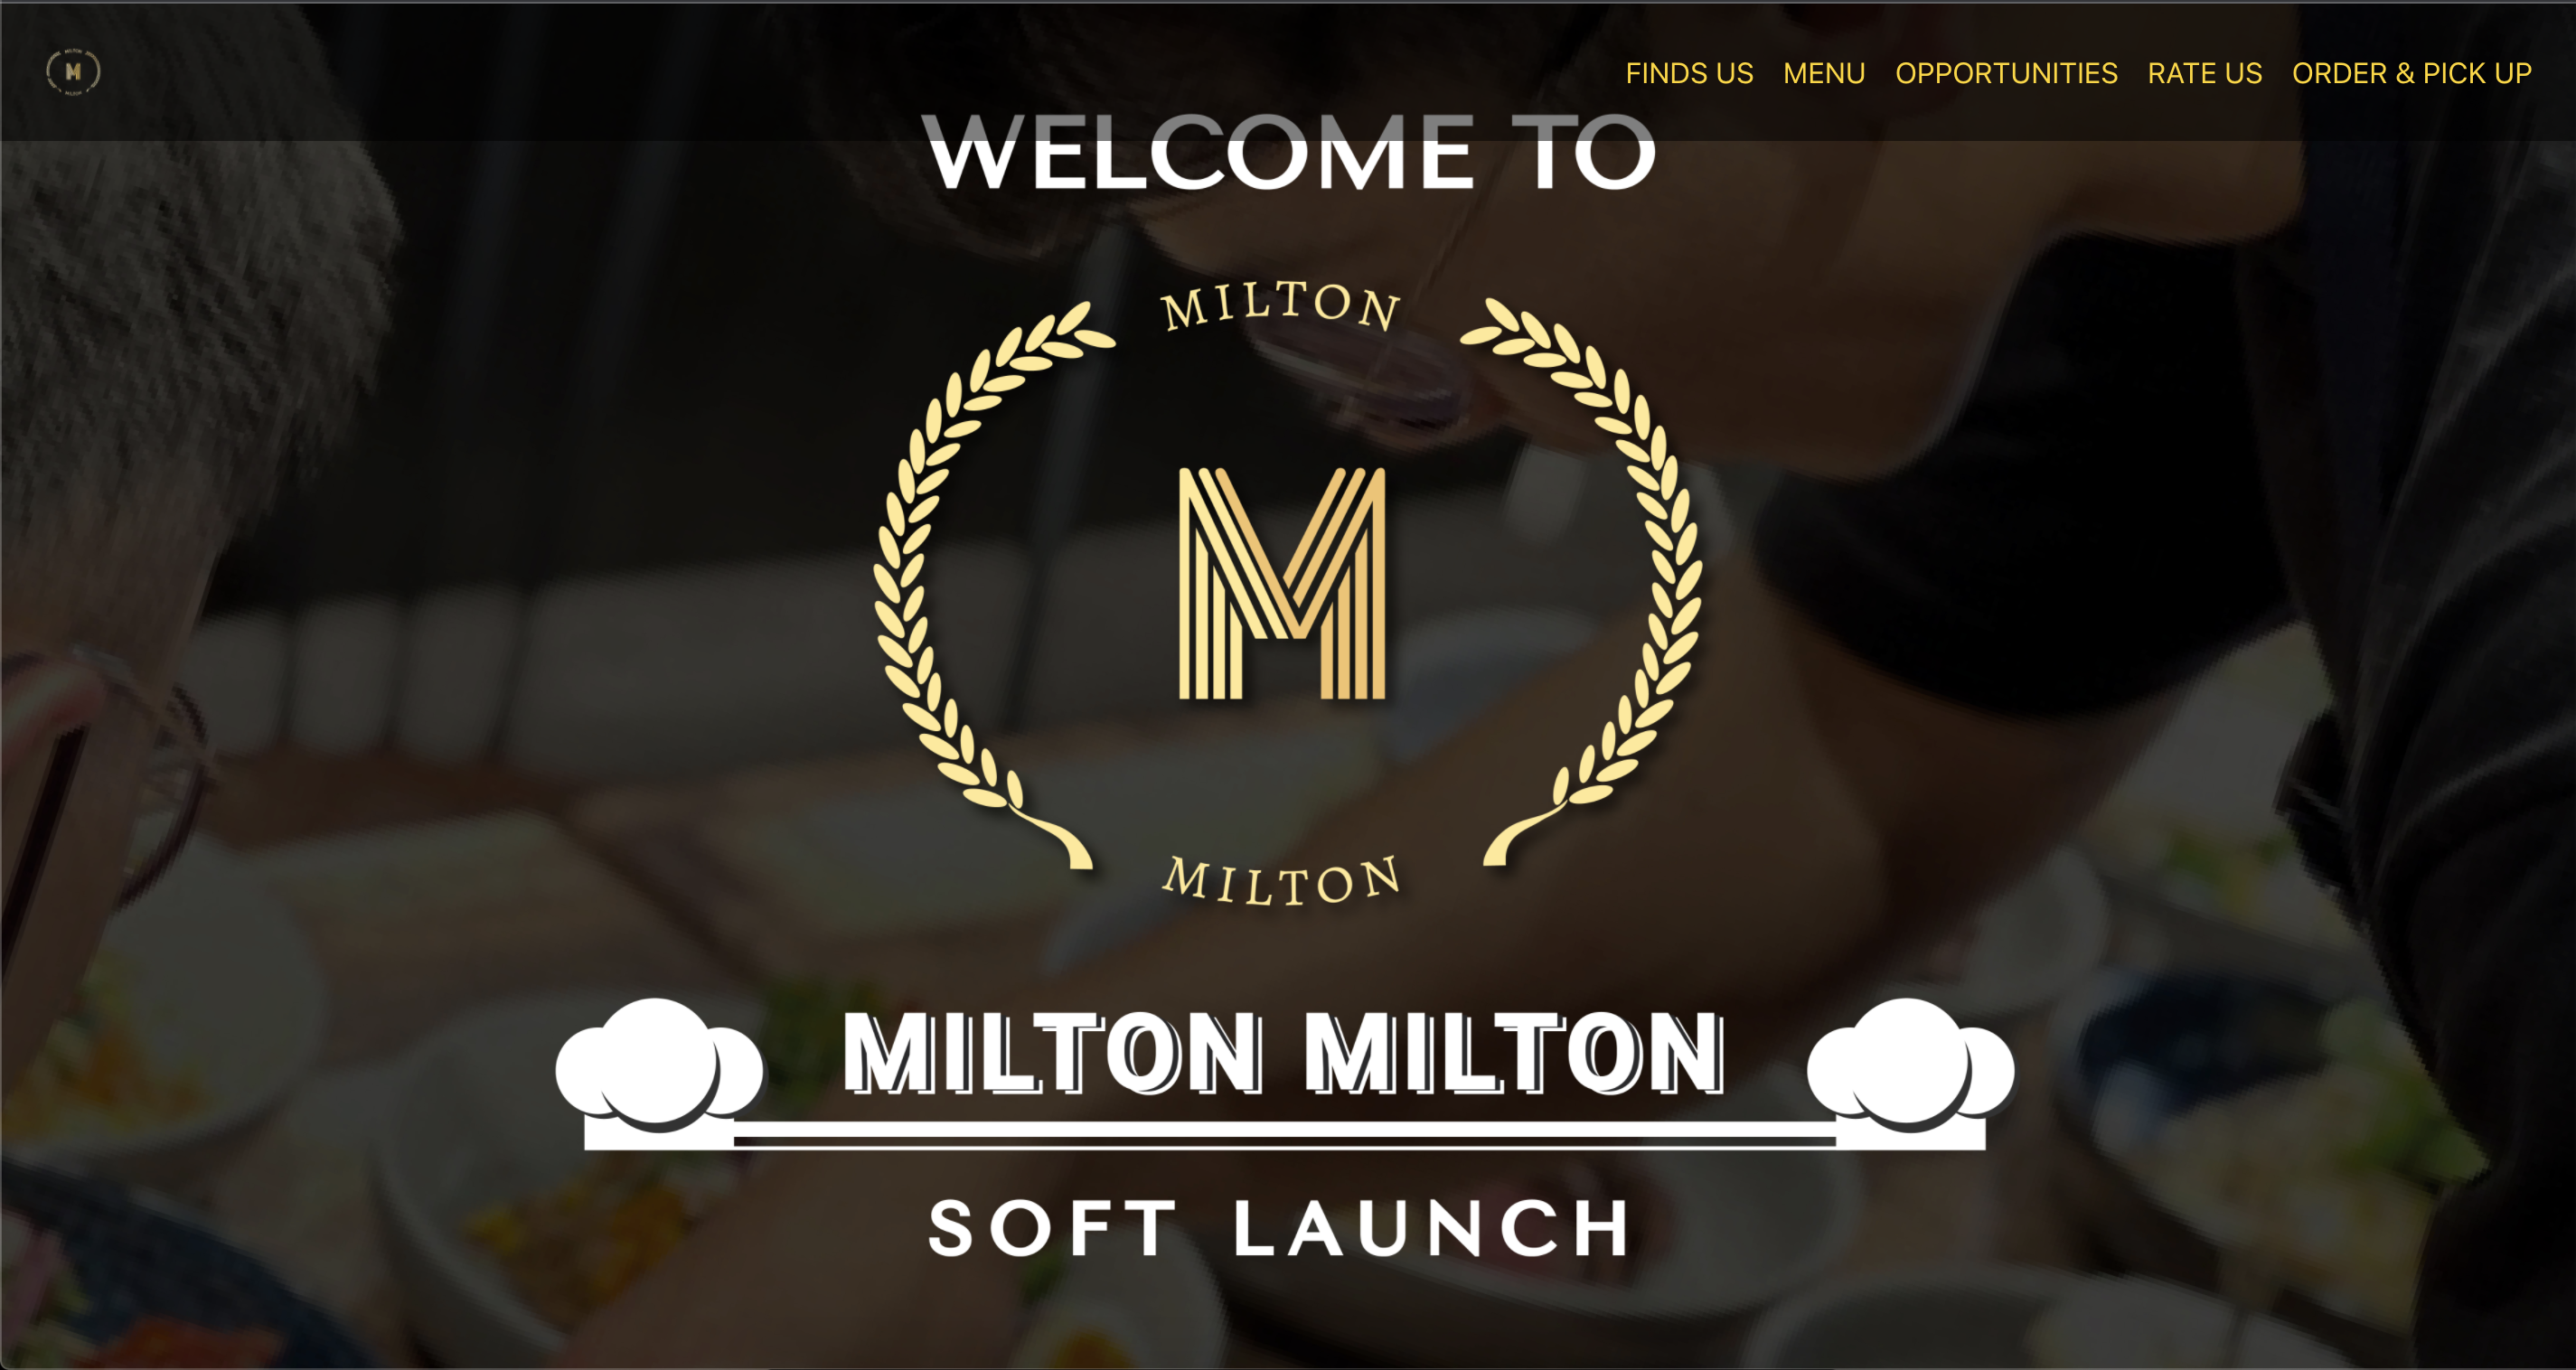 FINDS US MENU OPPORTUNITIES RATE US ORDER & PICK UP
M
WELCOME TO
MILTON
M
MILTON
MILTON MILTON
SOFT LAUNCH